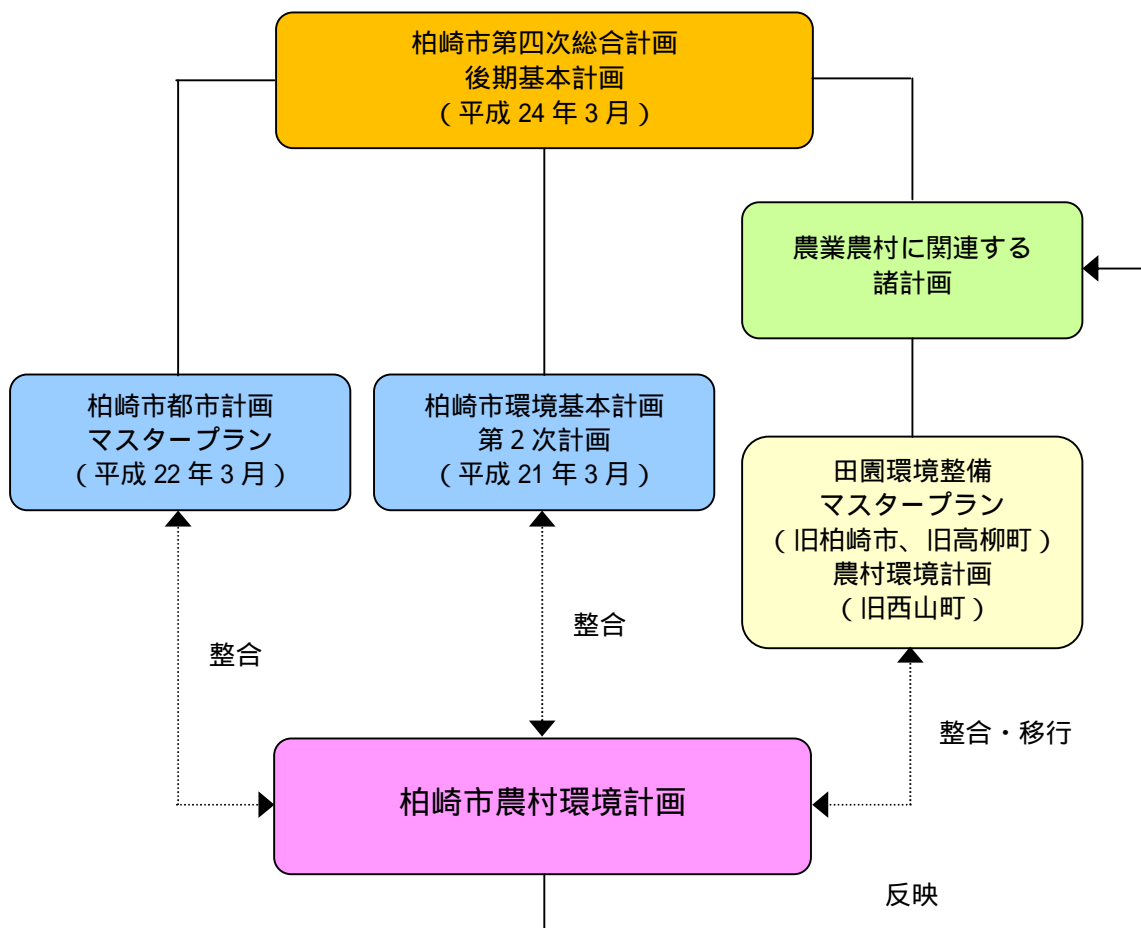 柏崎市第四次総合計画
後期基本計画
（平成 24 年 3 月）
農業農村に関連する
諸計画
柏崎市都市計画
マスタープラン
（平成 22 年 3 月）
柏崎市環境基本計画
第 2 次計画
（平成 21 年 3 月）
田園環境整備
マスタープラン
（旧柏崎市、旧高柳町）
農村環境計画
（旧西山町）
整合
整合
整合・移行
柏崎市農村環境計画
反映